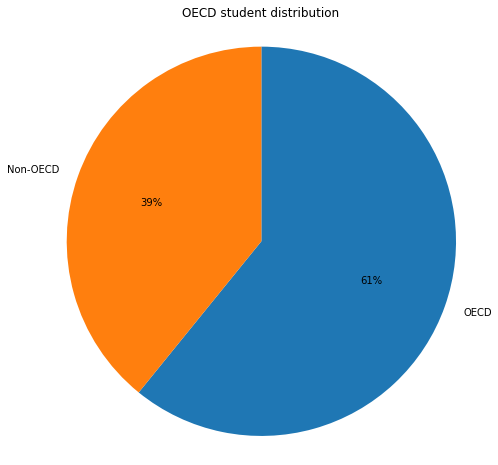 OECD student distribution
Non-OECD
39%
61%
OECD